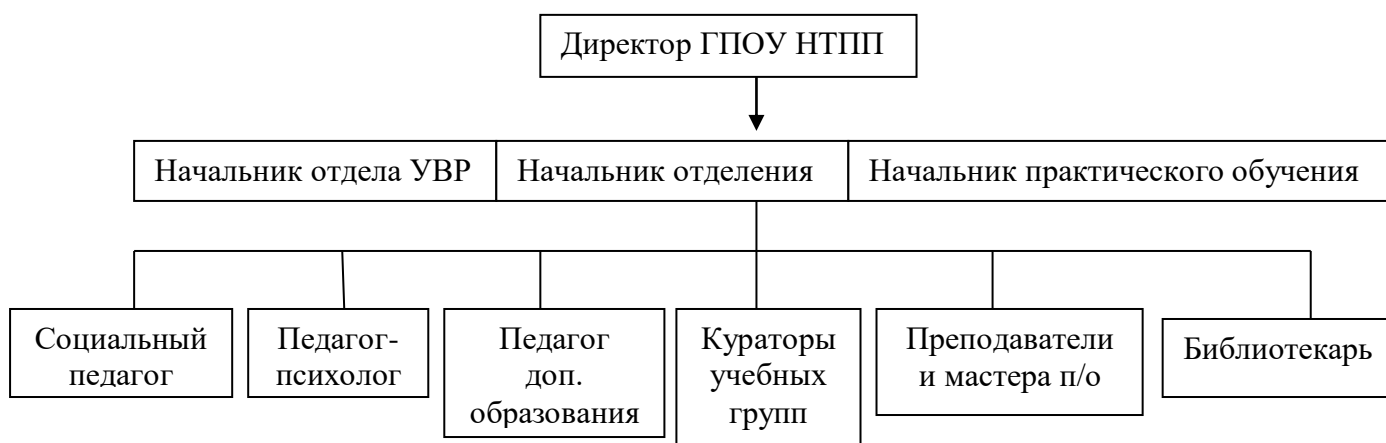 Директор ГПОУ НТПП
Начальник отдела УВР
Начальник отделения
Начальник практического обучения
Социальный
педагог
Педагог-
психолог
Педагог
доп.
образования
Кураторы
учебных
групп
Преподаватели
и мастера п/о
Библиотекарь